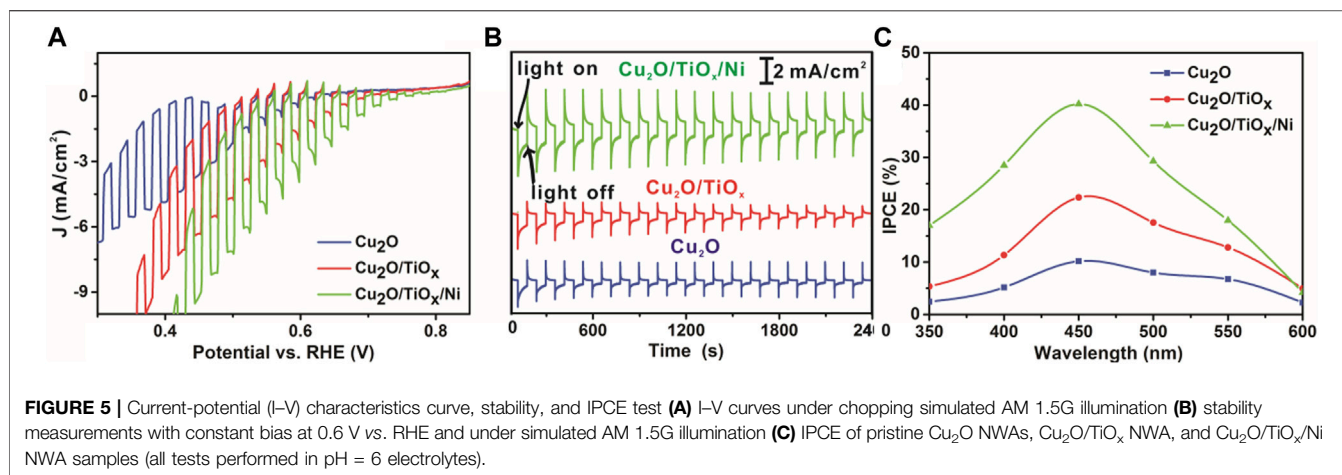 A
0
-3
-6
-9
J (mA/cm²)
Cu₂O
Cu₂O/TiOₓ
Cu₂O/TiOₓ/Ni
0.4
0.6
0.8
Potential vs. RHE (V)
B
light on
Cu₂O/TiOₓ/Ni
2 mA/cm²
light off
Cu₂O/TiOₓ
Cu₂O
0
600
1200
1800
240
Time (s)
C
50
40
30
20
10
0
IPCE (%)
Cu₂O
Cu₂O/TiOₓ
Cu₂O/TiOₓ/Ni
350
400
450
500
550
600
Wavelength (nm)
FIGURE 5 | Current-potential (I–V) characteristics curve, stability, and IPCE test (A) I–V curves under chopping simulated AM 1.5G illumination (B) stability
measurements with constant bias at 0.6 V vs. RHE and under simulated AM 1.5G illumination (C) IPCE of pristine Cu₂O NWAs, Cu₂O/TiOₓ NWA, and Cu₂O/TiOₓ/Ni
NWA samples (all tests performed in pH = 6 electrolytes).